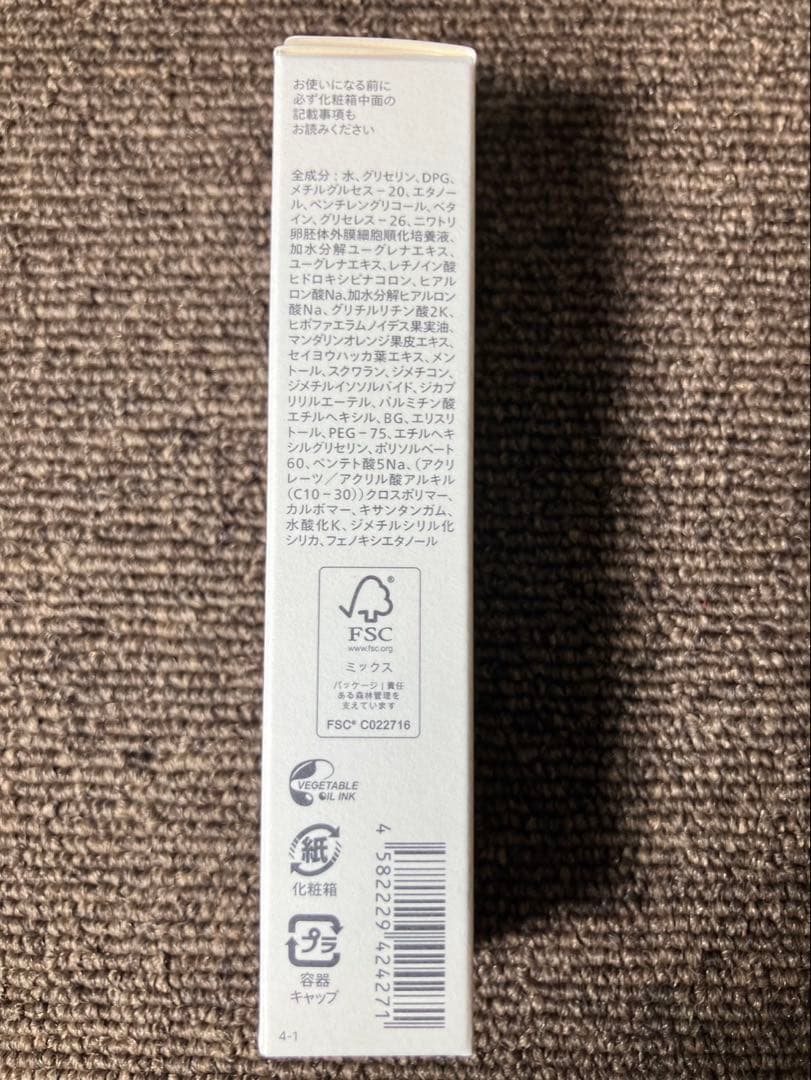 お使いになる前に
必ず化粧箱中面の
記載事項も
お読みください
全成分：水、グリセリン、DPG、
メチルグルセス－20、エタノー
ル、ペンチレングリコール、ベタ
イン、グリセレス－26、ニワトリ
卵胚体外膜細胞順化培養液、
加水分解ユーグレナエキス、
ユーグレナエキス、レチノイン酸
ヒドロキシピナコロン、ヒアル
ロン酸Na、加水分解ヒアルロン
酸Na、グリチルリチン酸2K、
ヒポファエラムノイデス果実油、
マンダリンオレンジ果皮エキス、
セイヨウハッカ葉エキス、メン
トール、スクワラン、ジメチコン、
ジメチルイソソルバイド、ジカプ
リリルエーテル、パルミチン酸
エチルヘキシル、BG、エリスリ
トール、PEG－75、エチルヘキ
シルグリセリン、ポリソルベート
60、ペンテト酸5Na、（アクリ
レーツ／アクリル酸アルキル
（C10－30））クロスポリマー、
カルボマー、キサンタンガム、
水酸化K、ジメチルシリル化
シリカ、フェノキシエタノール
®
FSC
www.fsc.org
ミックス
パッケージ｜責任
ある森林管理を
支えています
FSC® C022716
VEGETABLE
OIL INK
紙
化粧箱
プラ
容器
キャップ
4 582229 424271
4-1